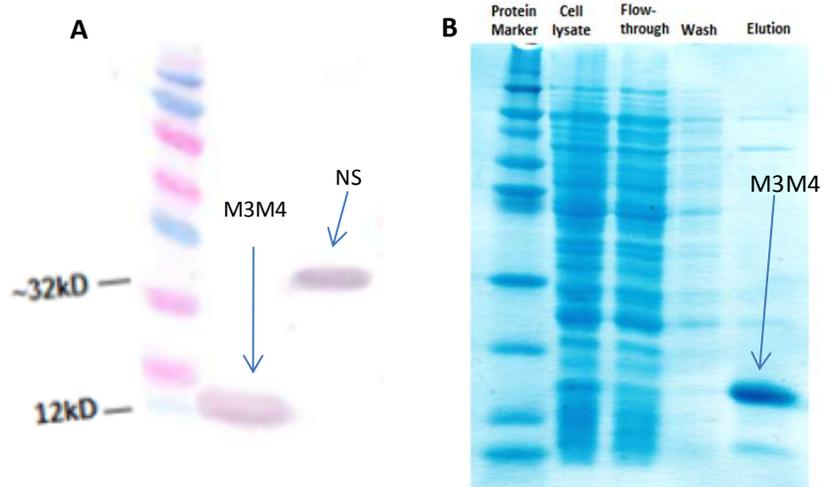 A
M3M4
NS
~32kD
12kD
B
Protein Marker
Cell lysate
Flow-through
Wash
Elution
M3M4